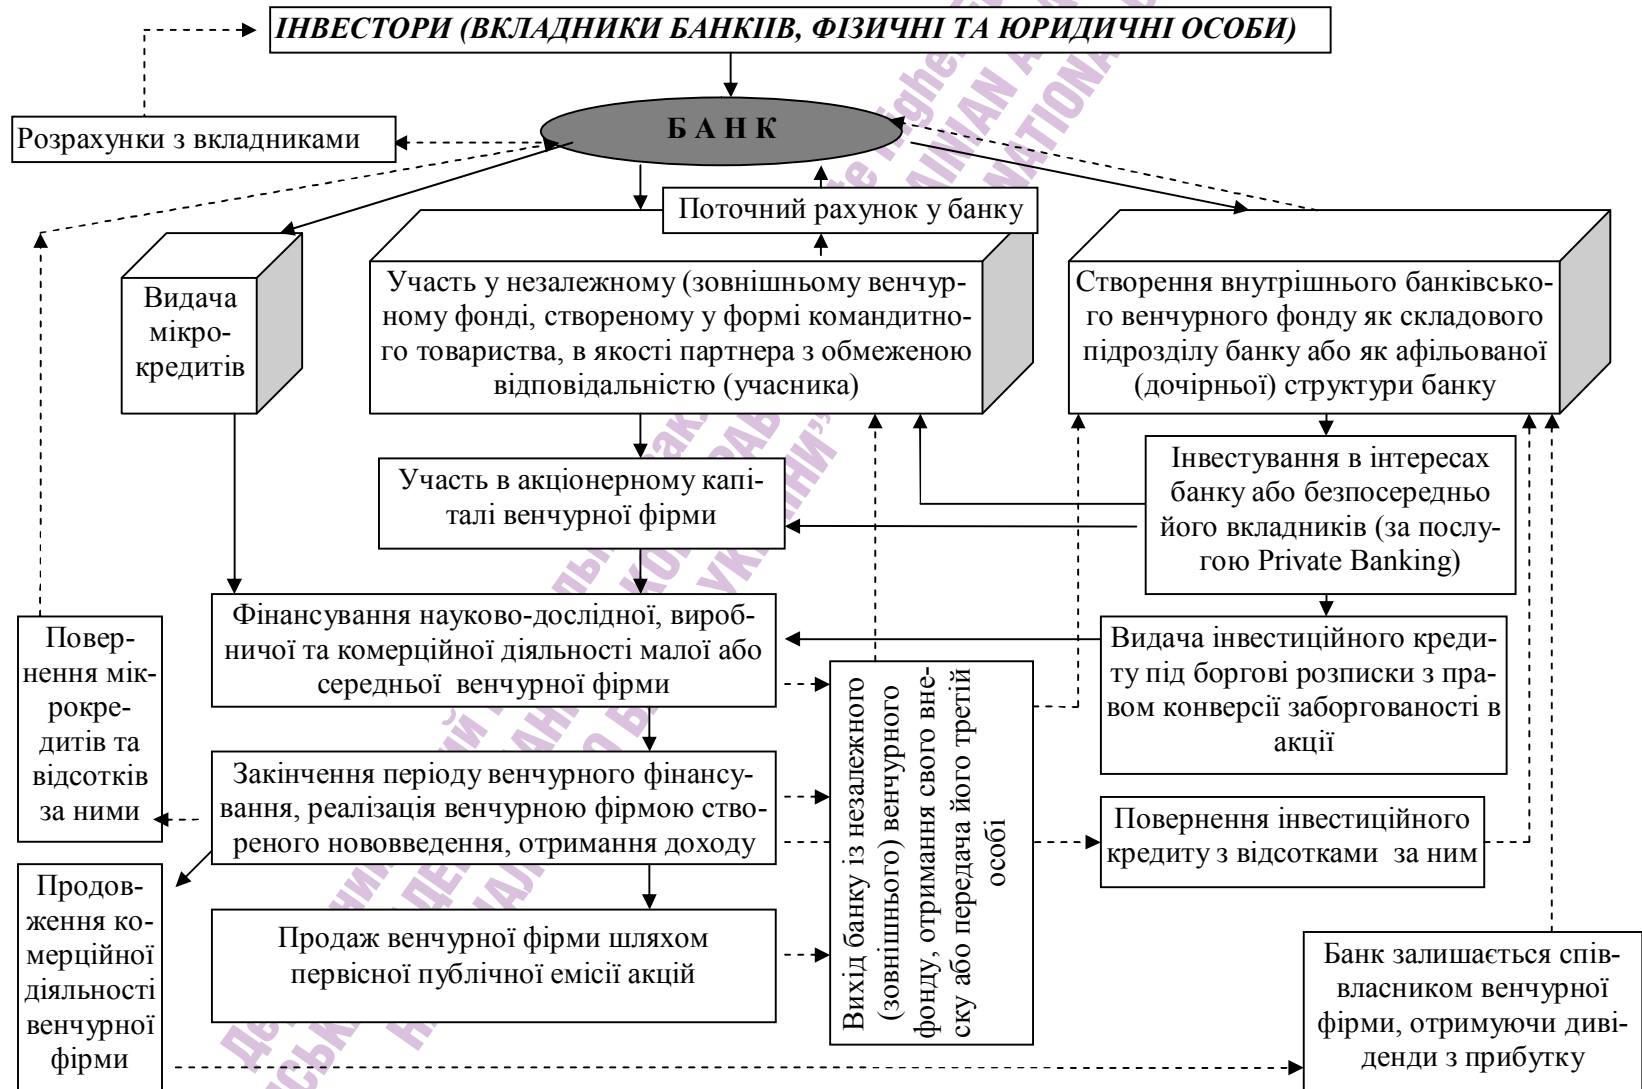 ІНВЕСТОРИ (ВКЛАДНИКИ БАНКІІВ, ФІЗИЧНІ ТА ЮРИДИЧНІ ОСОБИ)
Розрахунки з вкладниками
Б А Н К
Поточний рахунок у банку
Видача
мікро-
кредитів
Участь у незалежному (зовнішньому венчур-
ному фонді, створеному у формі командитно-
го товариства, в якості партнера з обмеженою
відповідальністю (учасника)
Створення внутрішнього банківсько-
го венчурного фонду як складового
підрозділу банку або як афільованої
(дочірньої) структури банку
Участь в акціонерному капі-
талі венчурної фірми
Інвестування в інтересах
банку або безпосередньо
його вкладників (за послу-
гою Private Banking)
Фінансування науково-дослідної, вироб-
ничої та комерційної діяльності малої або
середньої венчурної фірми
Видача інвестиційного креди-
ту під боргові розписки з пра-
вом конверсії заборгованості в
акції
Повер-
нення мік-
рокре-
дитів та
відсотків
за ними
Закінчення періоду венчурного фінансу-
вання, реалізація венчурною фірмою ство-
реного нововведення, отримання доходу
Вихід банку із незалежного
(зовнішнього) венчурного
фонду, отримання свого вне-
ску або передача його третій
особі
Повернення інвестиційного
кредиту з відсотками за ним
Продов-
ження ко-
мерційної
діяльності
венчурної
фірми
Продаж венчурної фірми шляхом
первісної публічної емісії акцій
Банк залишається спів-
власником венчурної
фірми, отримуючи диві-
денди з прибутку